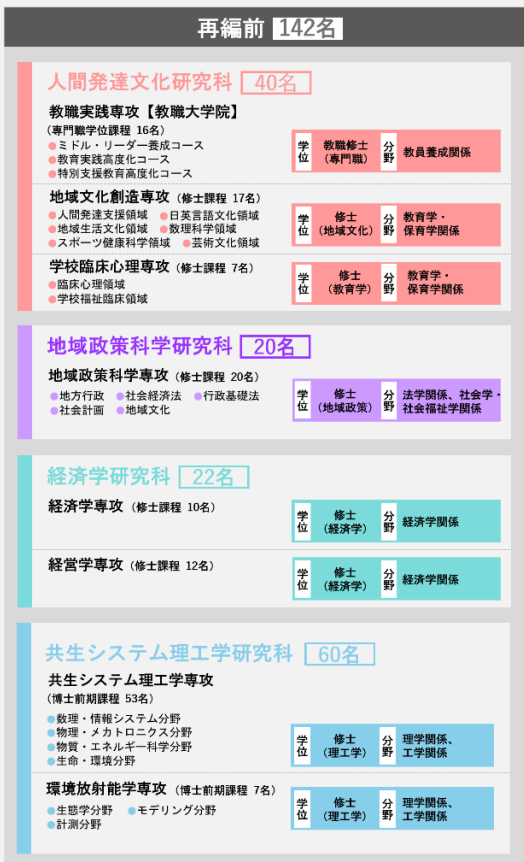 再編前 142名
人間発達文化研究科 40名
教職実践専攻【教職大学院】
(専門職学位課程 16名)
●ミドル・リーダー養成コース
●教育実践高度化コース
●特別支援教育高度化コース
学位 教職修士(専門職) 分野 教員養成関係
地域文化創造専攻(修士課程 17名)
●人間発達支援領域 ●日英言語文化領域
●地域生活文化領域 ●数理科学領域
●スポーツ健康科学領域 ●芸術文化領域
学位 修士(地域文化) 分野 教育学・保育学関係
学校臨床心理専攻(修士課程 7名)
●臨床心理領域
●学校福祉臨床領域
学位 修士(教育学) 分野 教育学・保育学関係
地域政策科学研究科 20名
地域政策科学専攻(修士課程 20名)
●地方行政 ●社会経済法 ●行政基礎法
●社会計画 ●地域文化
学位 修士(地域政策) 分野 法学関係、社会学・社会福祉学関係
経済学研究科 22名
経済学専攻(修士課程 10名)
学位 修士(経済学) 分野 経済学関係
経営学専攻(修士課程 12名)
学位 修士(経済学) 分野 経済学関係
共生システム理工学研究科 60名
共生システム理工学専攻
(博士前期課程 53名)
●数理・情報システム分野
●物理・メカトロニクス分野
●物質・エネルギー科学分野
●生命・環境分野
学位 修士(理工学) 分野 理学関係、工学関係
環境放射能学専攻(博士前期課程 7名)
●生態学分野 ●モデリング分野
●計測分野
学位 修士(理工学) 分野 理学関係、工学関係